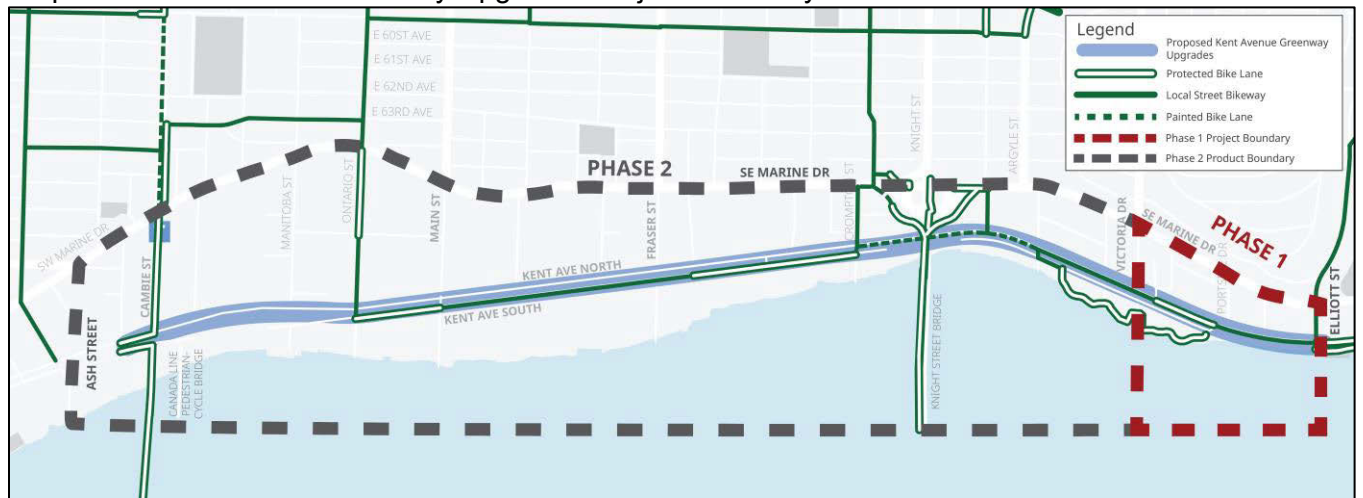 Legend
Proposed Kent Avenue Greenway
Upgrades
Protected Bike Lane
Local Street Bikeway
Painted Bike Lane
Phase 1 Project Boundary
Phase 2 Product Boundary
E 60ST AVE
E 61ST AVE
E 62ND AVE
E 63RD AVE
KNIGHT ST
ARGYLE ST
PHASE 2
SE MARINE DR
ONTARIO ST
MANITOBA ST
MAIN ST
FRASER ST
CROMPTON ST
SW MARINE DR
CAMBIE ST
VICTORIA DR
SE MARINE DR
PHASE 1
ELLIOTT ST
KENT AVE NORTH
KENT AVE SOUTH
ASH STREET
CANADA LINE
PEDESTRIAN-
CYCLE BRIDGE
KNIGHT STREET BRIDGE